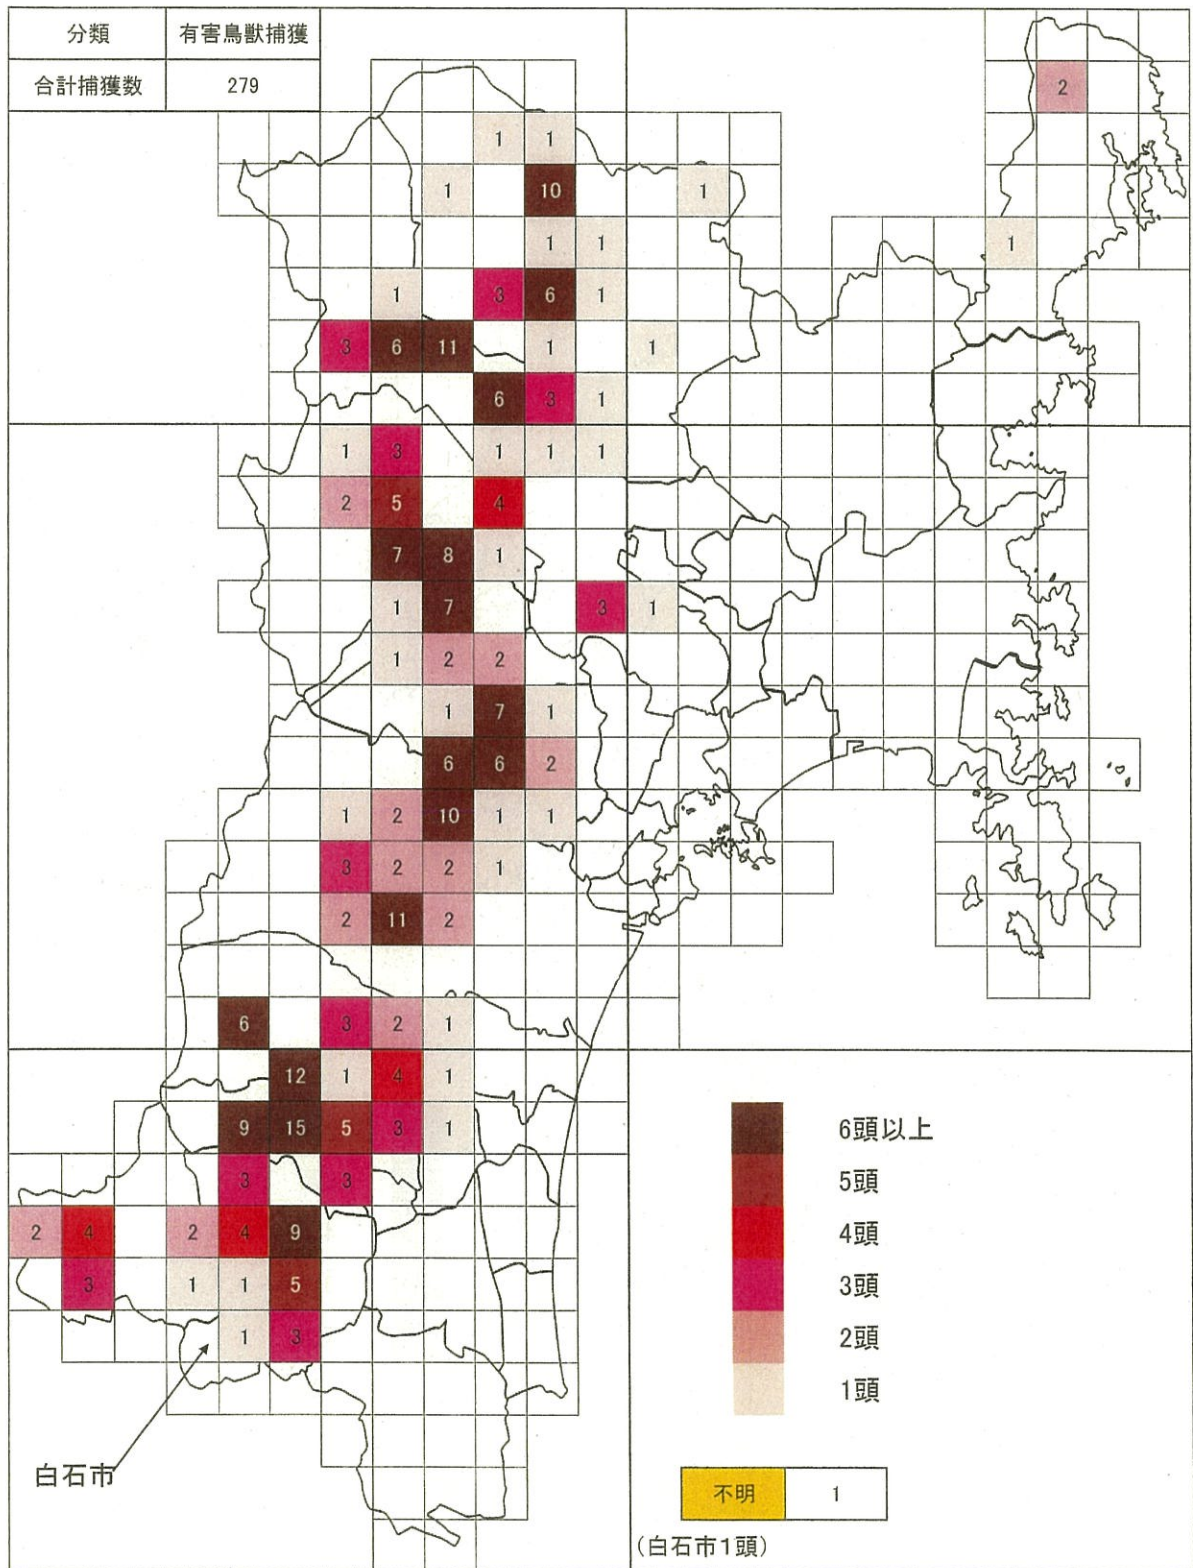 分類 有害鳥獣捕獲
合計捕獲数 279
2
1 1
1 10 1
1 1 1
1 3 6 1
3 6 11 1 1
6 3 1
1 3 1 1 1
2 5 4
7 8 1
1 7 3 1
1 2 2
1 7 1
6 6 2
1 2 10 1 1
3 2 2 1
2 11 2
6 3 2 1
12 1 4 1
9 15 5 3 1
3 3
2 4 2 4 9
3 1 1 5
1 3
6頭以上
5頭
4頭
3頭
2頭
1頭
白石市
不明 1
(白石市1頭)